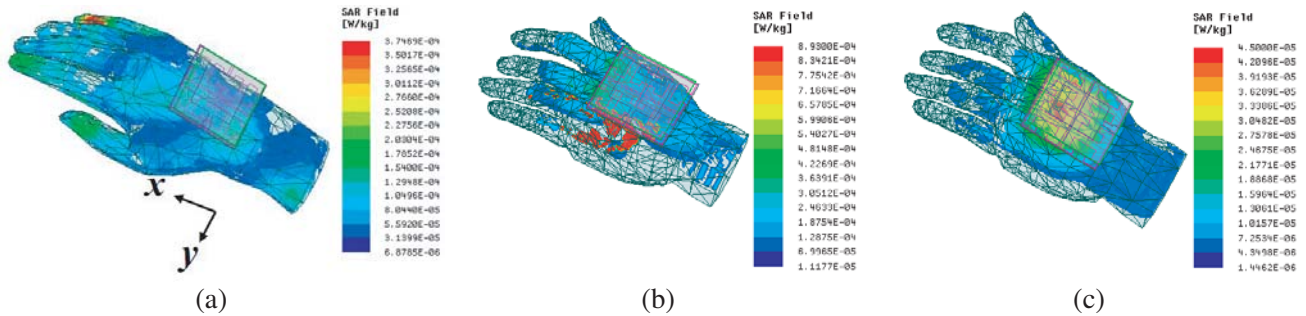 SAR Field
[W/kg]
3.7469E-04
3.5017E-04
3.2565E-04
3.0112E-04
2.7660E-04
2.5208E-04
2.2756E-04
2.0304E-04
1.7852E-04
1.5400E-04
1.2948E-04
1.0496E-04
8.0440E-05
5.5920E-05
3.1399E-05
6.8785E-06
x
y
(a)
SAR Field
[W/kg]
8.9300E-04
8.3421E-04
7.7542E-04
7.1664E-04
6.5785E-04
5.9906E-04
5.4027E-04
4.8148E-04
4.2269E-04
3.6391E-04
3.0512E-04
2.4633E-04
1.8754E-04
1.2875E-04
6.9965E-05
1.1177E-05
(b)
SAR Field
[W/kg]
4.5000E-05
4.2096E-05
3.9193E-05
3.6289E-05
3.3386E-05
3.0482E-05
2.7578E-05
2.4675E-05
2.1771E-05
1.8868E-05
1.5964E-05
1.3061E-05
1.0157E-05
7.2534E-06
4.3498E-06
1.4462E-06
(c)